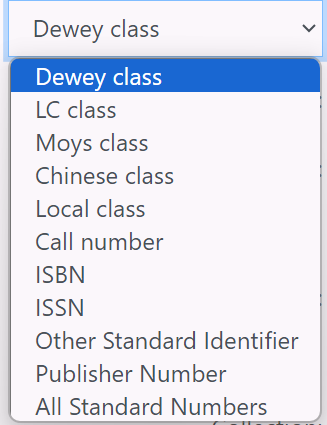 Dewey class
Dewey class
LC class
Moys class
Chinese class
Local class
Call number
ISBN
ISSN
Other Standard Identifier
Publisher Number
All Standard Numbers